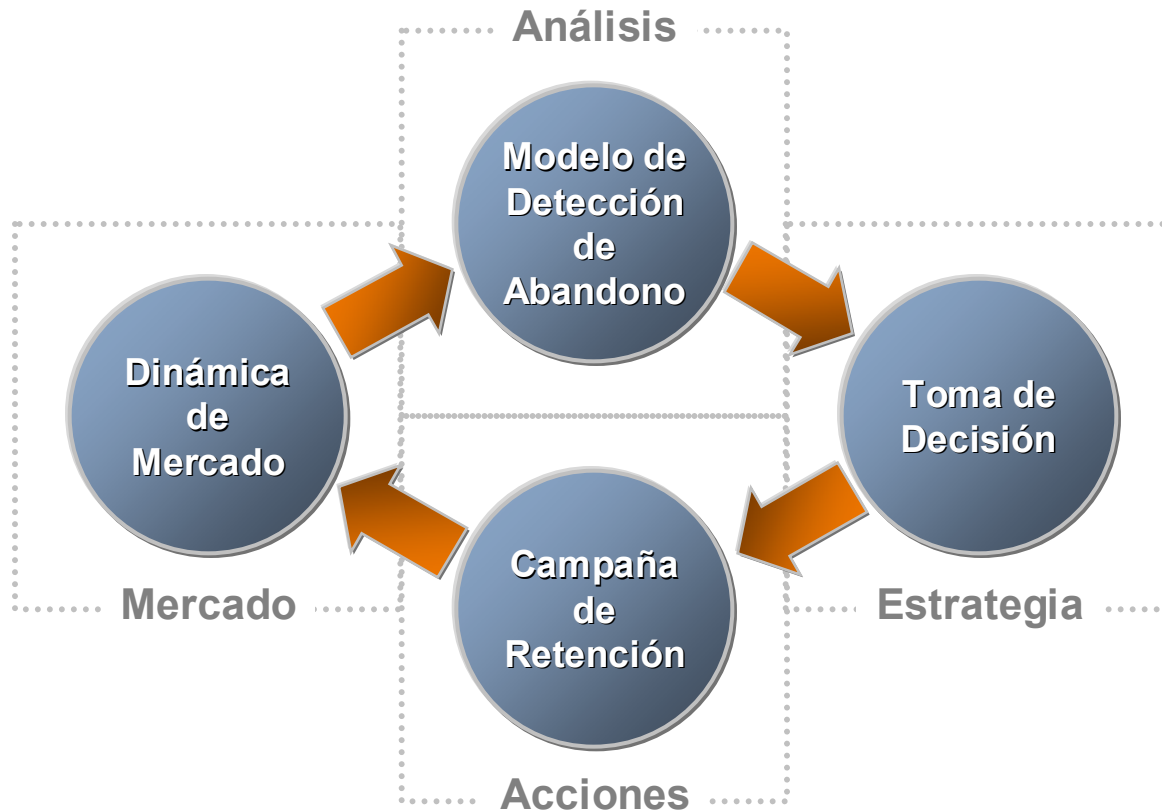 Análisis
Modelo de
Detección
de
Abandono
Dinámica
de
Mercado
Toma de
Decisión
Campaña
de
Retención
Mercado
Estrategia
Acciones